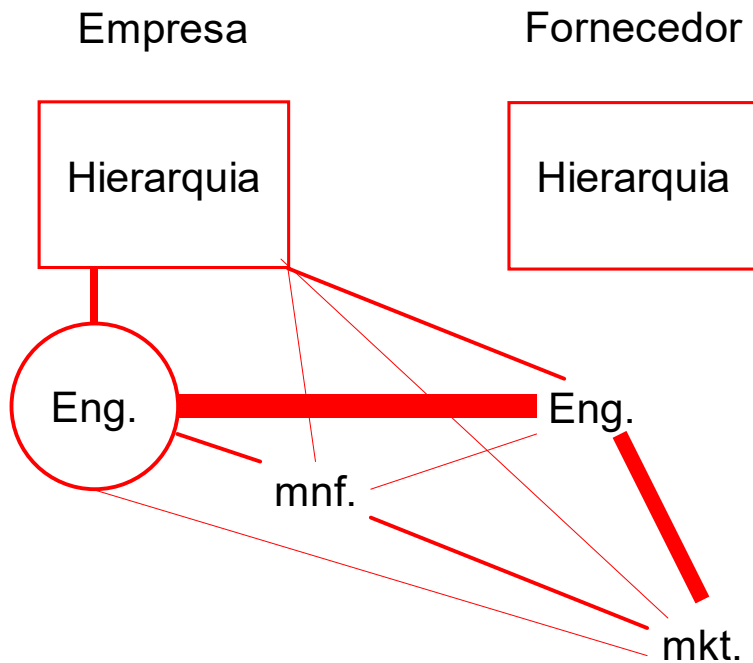 Empresa
Fornecedor
Hierarquia
Hierarquia
Eng.
Eng.
mnf.
mkt.